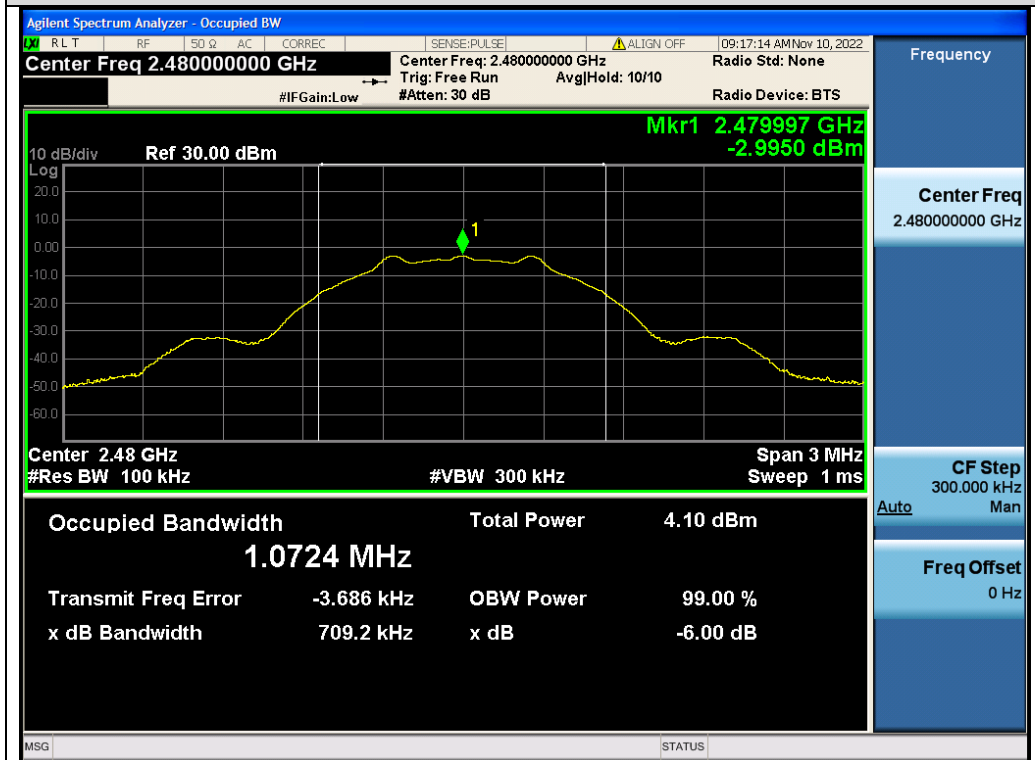 Agilent Spectrum Analyzer - Occupied BW
LXI RLT RF 50 Ω AC CORREC SENSE:PULSE ALIGN OFF 09:17:14 AM Nov 10, 2022
Center Freq 2.480000000 GHz
Center Freq: 2.480000000 GHz
Radio Std: None
Trig: Free Run Avg|Hold: 10/10
#IFGain:Low
#Atten: 30 dB
Radio Device: BTS
Frequency
Mkr1 2.479997 GHz
-2.9950 dBm
10 dB/div Ref 30.00 dBm
Log
20.0
10.0
0.00
-10.0
-20.0
-30.0
-40.0
-50.0
-60.0
1
Center 2.48 GHz Span 3 MHz
#Res BW 100 kHz #VBW 300 kHz Sweep 1 ms
Occupied Bandwidth Total Power 4.10 dBm
1.0724 MHz
Transmit Freq Error -3.686 kHz OBW Power 99.00 %
x dB Bandwidth 709.2 kHz x dB -6.00 dB
Center Freq
2.480000000 GHz
CF Step
300.000 kHz
Auto Man
Freq Offset
0 Hz
MSG STATUS